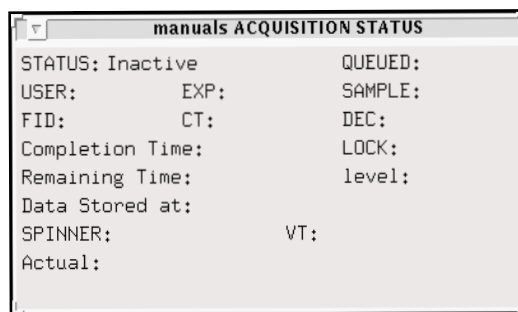 manuals ACQUISITION STATUS
STATUS: Inactive QUEUED:
USER: EXP: SAMPLE:
FID: CT: DEC:
Completion Time: LOCK:
Remaining Time: level:
Data Stored at:
SPINNER: VT:
Actual: